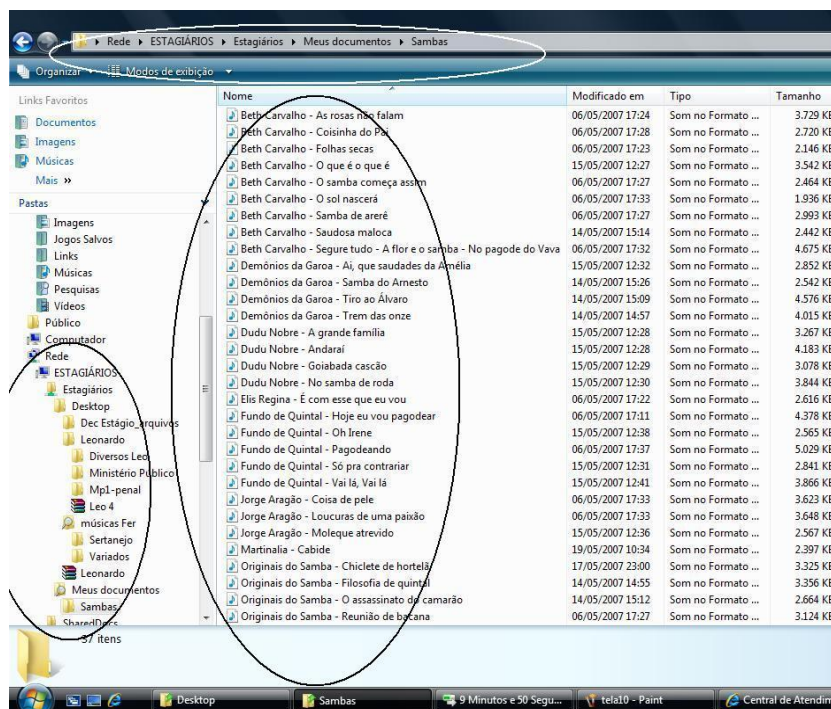 Rede ▸ ESTAGIÁRIOS ▸ Estagiários ▸ Meus documentos ▸ Sambas
Organizar Modos de exibição
Links Favoritos
Documentos
Imagens
Músicas
Mais »
Pastas
Imagens
Jogos Salvos
Links
Músicas
Pesquisas
Vídeos
Público
Computador
Rede
ESTAGIÁRIOS
Estagiários
Desktop
Dec Estágio_arquivos
Leonardo
Diversos Leo
Ministério Público
Mp1-penal
Leo 4
músicas Fer
Sertanejo
Variados
Leonardo
Meus documentos
Sambas
SharedDocs
Nome Modificado em Tipo Tamanho
Beth Carvalho - As rosas não falam 06/05/2007 17:24 Som no Formato ... 3.729 KB
Beth Carvalho - Coisinha do Pai 06/05/2007 17:28 Som no Formato ... 2.720 KB
Beth Carvalho - Folhas secas 06/05/2007 17:23 Som no Formato ... 2.146 KB
Beth Carvalho - O que é o que é 15/05/2007 12:27 Som no Formato ... 3.542 KB
Beth Carvalho - O samba começa assim 06/05/2007 17:27 Som no Formato ... 2.464 KB
Beth Carvalho - O sol nascerá 06/05/2007 17:33 Som no Formato ... 1.936 KB
Beth Carvalho - Samba de arerê 06/05/2007 17:27 Som no Formato ... 2.993 KB
Beth Carvalho - Saudosa maloca 14/05/2007 15:14 Som no Formato ... 2.442 KB
Beth Carvalho - Segure tudo - A flor e o samba - No pagode do Vava 06/05/2007 17:32 Som no Formato ... 4.675 KB
Demônios da Garoa - Ai, que saudades da Amélia 15/05/2007 12:32 Som no Formato ... 2.852 KB
Demônios da Garoa - Samba do Arnesto 14/05/2007 15:26 Som no Formato ... 2.542 KB
Demônios da Garoa - Tiro ao Álvaro 14/05/2007 15:09 Som no Formato ... 4.576 KB
Demônios da Garoa - Trem das onze 14/05/2007 14:57 Som no Formato ... 4.015 KB
Dudu Nobre - A grande família 15/05/2007 12:28 Som no Formato ... 3.267 KB
Dudu Nobre - Andaraí 15/05/2007 12:28 Som no Formato ... 4.183 KB
Dudu Nobre - Goiabada cascão 15/05/2007 12:29 Som no Formato ... 3.078 KB
Dudu Nobre - No samba de roda 15/05/2007 12:30 Som no Formato ... 3.844 KB
Elis Regina - É com esse que eu vou 06/05/2007 17:22 Som no Formato ... 2.616 KB
Fundo de Quintal - Hoje eu vou pagodear 06/05/2007 17:11 Som no Formato ... 4.378 KB
Fundo de Quintal - Oh Irene 15/05/2007 12:38 Som no Formato ... 2.565 KB
Fundo de Quintal - Pagodeando 06/05/2007 17:37 Som no Formato ... 5.029 KB
Fundo de Quintal - Só pra contrariar 15/05/2007 12:31 Som no Formato ... 2.841 KB
Fundo de Quintal - Vai lá, Vai lá 15/05/2007 12:41 Som no Formato ... 3.866 KB
Jorge Aragão - Coisa de pele 06/05/2007 17:33 Som no Formato ... 3.623 KB
Jorge Aragão - Loucuras de uma paixão 06/05/2007 17:33 Som no Formato ... 3.648 KB
Jorge Aragão - Moleque atrevido 15/05/2007 12:36 Som no Formato ... 2.567 KB
Martinalia - Cabide 19/05/2007 10:34 Som no Formato ... 2.397 KB
Originais do Samba - Chiclete de hortelã 17/05/2007 23:00 Som no Formato ... 3.325 KB
Originais do Samba - Filosofia de quintal 14/05/2007 14:55 Som no Formato ... 3.356 KB
Originais do Samba - O assassinato do camarão 14/05/2007 15:12 Som no Formato ... 2.664 KB
Originais do Samba - Reunião de bacana 06/05/2007 17:27 Som no Formato ... 3.124 KB
37 itens
Desktop Sambas 9 Minutos e 50 Segu... tela10 - Paint Central de Atendim